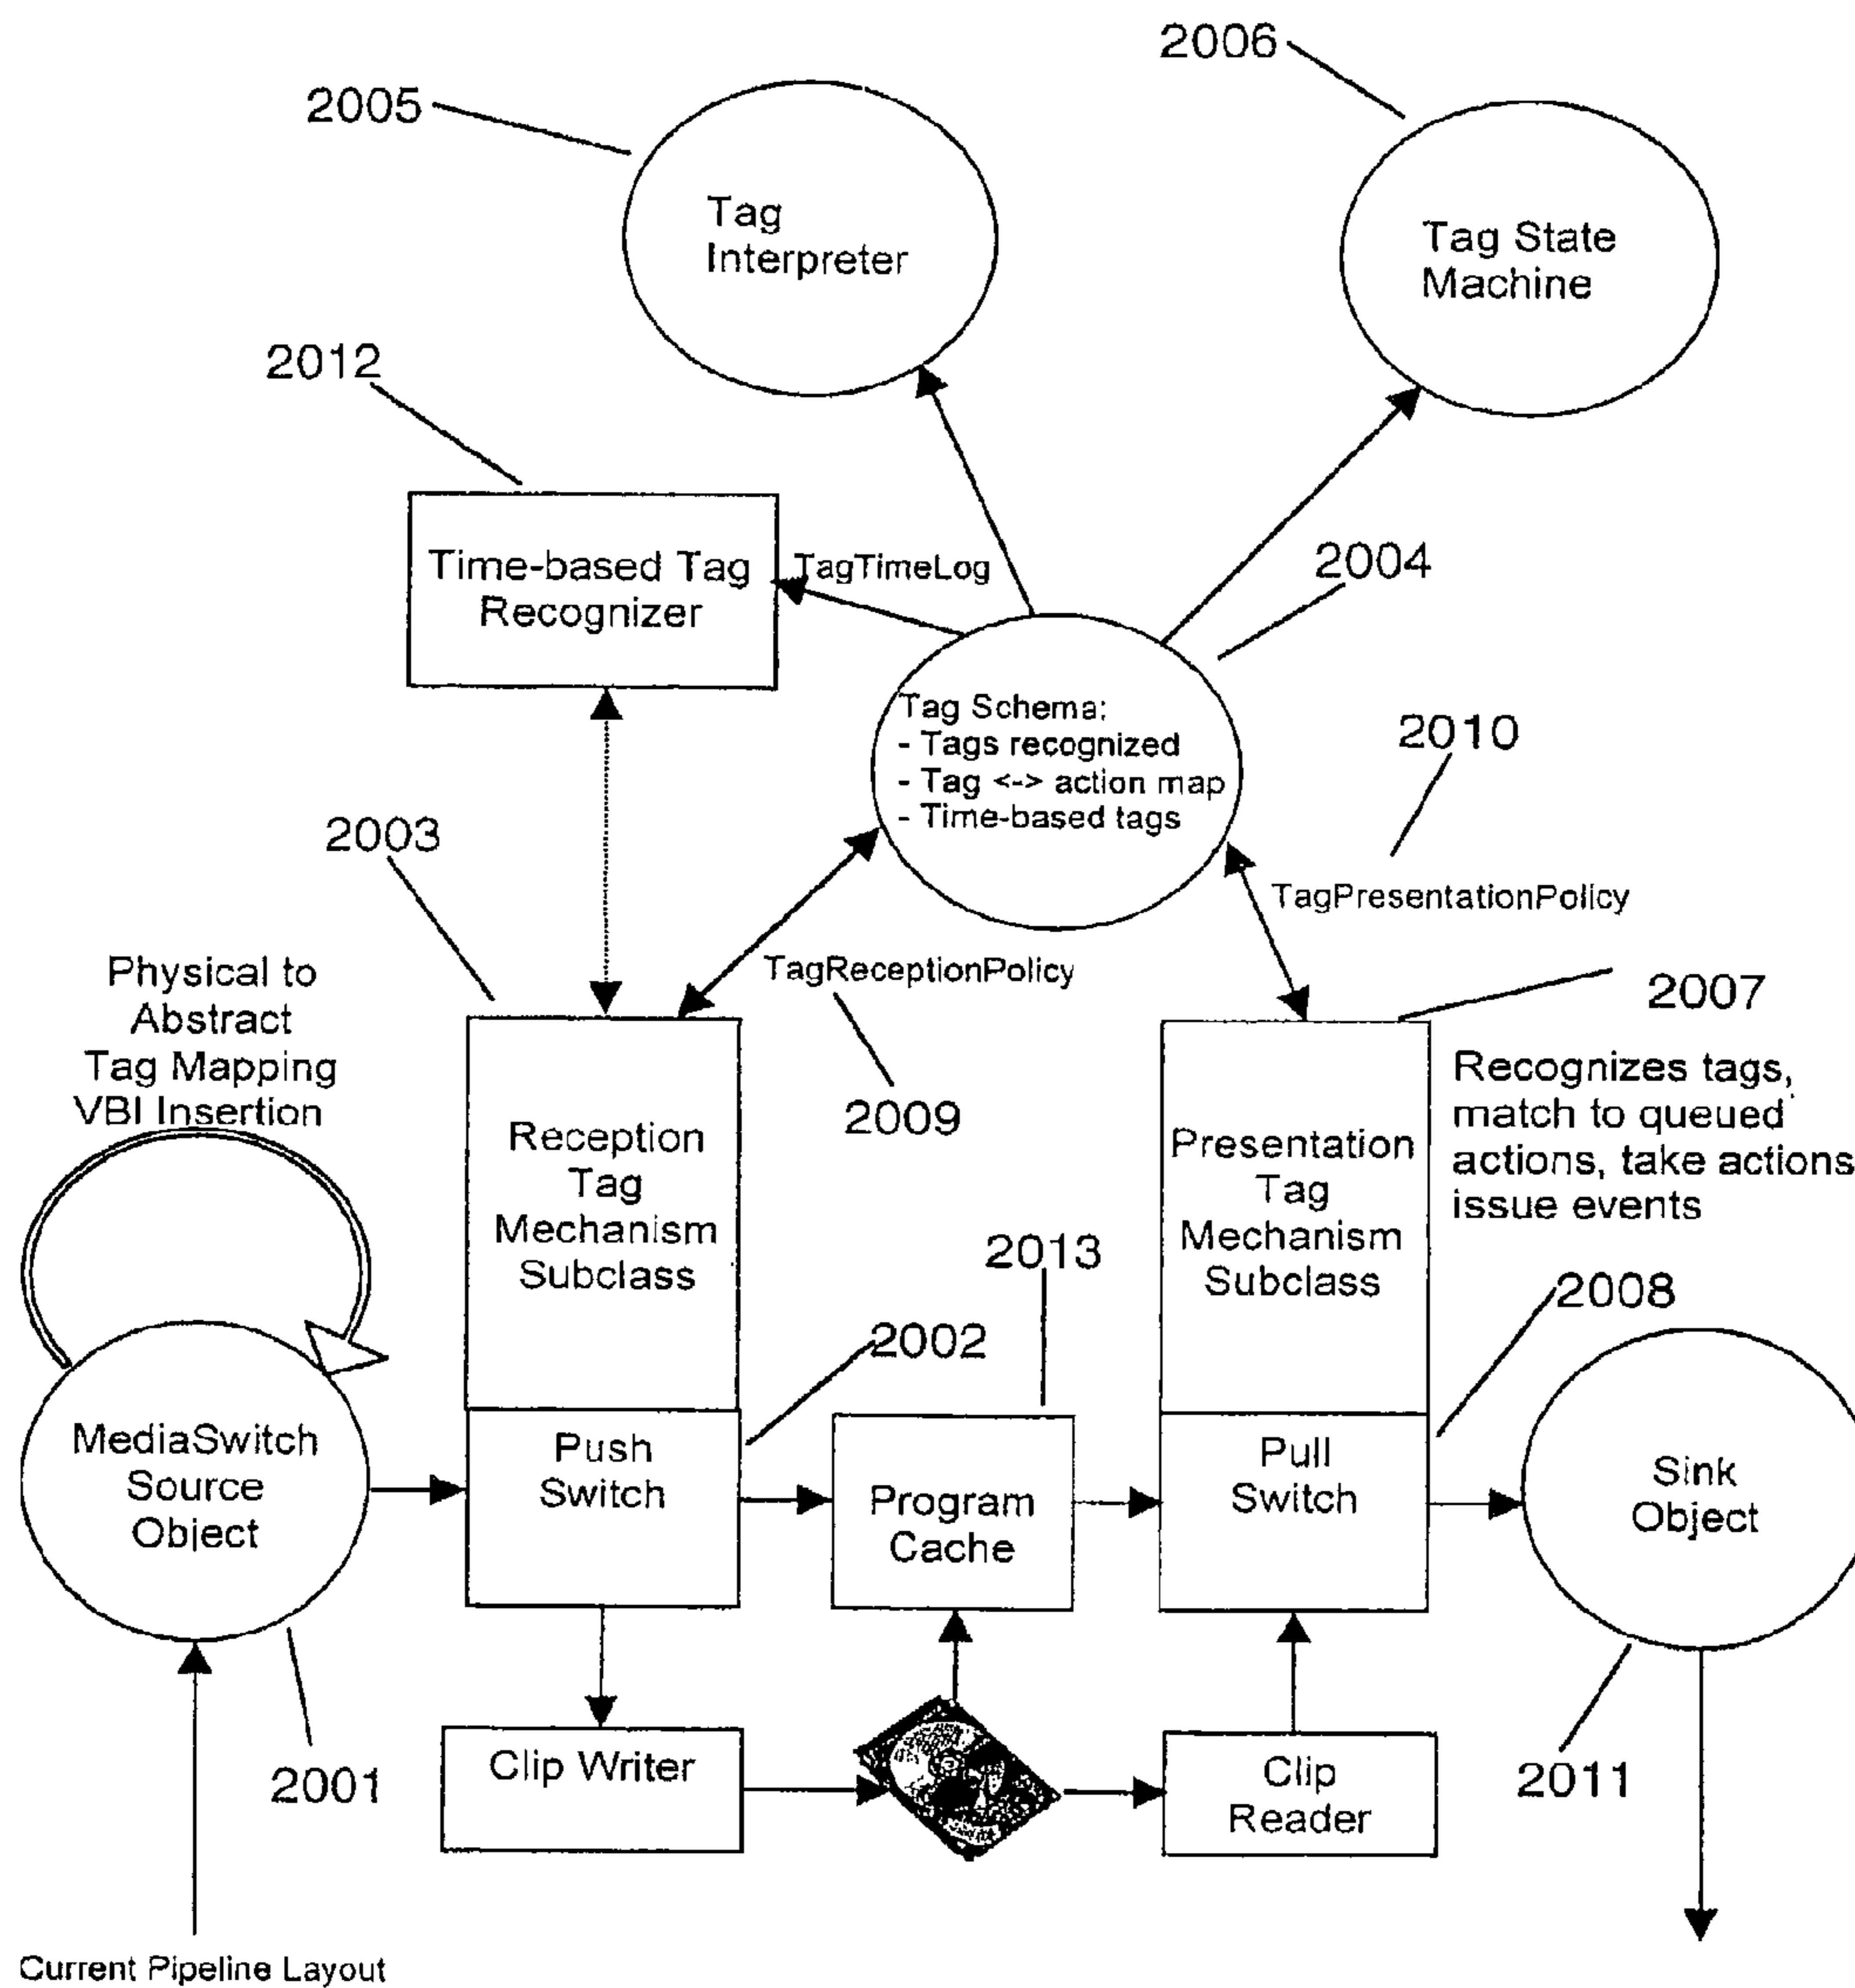 2006
2005
Tag
Interpreter
Tag State
Machine
2012
Time-based Tag
Recognizer
TagTimeLog
2004
Tag Schema:
- Tags recognized
- Tag <-> action map
- Time-based tags
2010
2003
TagPresentationPolicy
TagReceptionPolicy
Physical to
Abstract
Tag Mapping
VBI Insertion
2007
2009
Reception
Tag
Mechanism
Subclass
Presentation
Tag
Mechanism
Subclass
Recognizes tags,
match to queued
actions, take actions
issue events
2013
2008
2002
MediaSwitch
Source
Object
Push
Switch
Program
Cache
Pull
Switch
Sink
Object
2001
Clip Writer
Clip
Reader
2011
Current Pipeline Layout